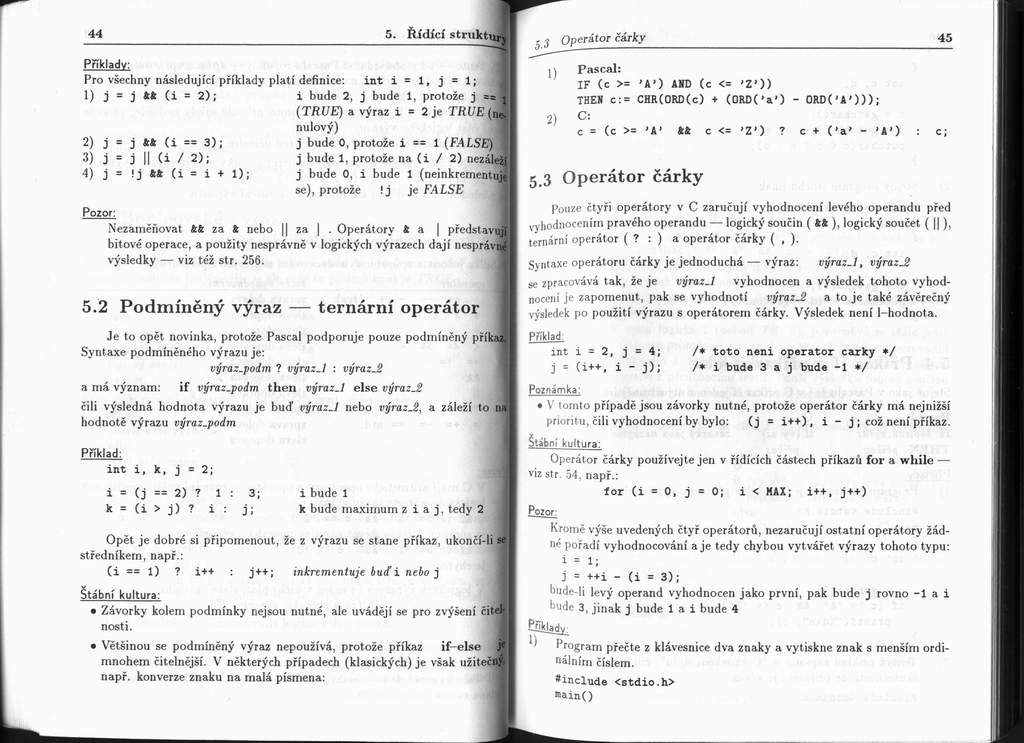 44 5. Řídící struktury
Příklady:
Pro všechny následující příklady platí definice: int i = 1, j = 1;
1) j = j && (i = 2); i bude 2, j bude 1, protože j == 1
(TRUE) a výraz i = 2 je TRUE (ne-
nulový)
2) j = j && (i == 3); j bude 0, protože i == 1 (FALSE)
3) j = j || (i / 2); j bude 1, protože na (i / 2) nezáleží
4) j = !j && (i = i + 1); j bude 0, i bude 1 (neinkrementuje
se), protože !j je FALSE
Pozor:
Nezaměňovat && za & nebo || za | . Operátory & a | představují
bitové operace, a použity nesprávně v logických výrazech dají nesprávné
výsledky — viz též str. 256.
5.2 Podmíněný výraz — ternární operátor
Je to opět novinka, protože Pascal podporuje pouze podmíněný příkaz.
Syntaxe podmíněného výrazu je:
výraz_podm ? výraz_1 : výraz_2
a má význam: if výraz_podm then výraz_1 else výraz_2
čili výsledná hodnota výrazu je buď výraz_1 nebo výraz_2, a záleží to na
hodnotě výrazu výraz_podm
Příklad:
int i, k, j = 2;
i = (j == 2) ? 1 : 3; i bude 1
k = (i > j) ? i : j; k bude maximum z i a j, tedy 2
Opět je dobré si připomenout, že z výrazu se stane příkaz, ukončí-li se
středníkem, např.:
(i == 1) ? i++ : j++; inkrementuje buď i nebo j
Štábní kultura:
• Závorky kolem podmínky nejsou nutné, ale uvádějí se pro zvýšení čitel-
nosti.
• Většinou se podmíněný výraz nepoužívá, protože příkaz if–else je
mnohem čitelnější. V některých případech (klasických) je však užitečný,
např. konverze znaku na malá písmena:
5.3 Operátor čárky 45
1) Pascal:
IF (c >= 'A') AND (c <= 'Z'))
THEN c:= CHR(ORD(c) + (ORD('a') - ORD('A')));
2) C:
c = (c >= 'A' && c <= 'Z') ? c + ('a' - 'A') : c;
5.3 Operátor čárky
Pouze čtyři operátory v C zaručují vyhodnocení levého operandu před
vyhodnocením pravého operandu — logický součin ( && ), logický součet ( || ),
ternární operátor ( ? : ) a operátor čárky ( , ).
Syntaxe operátoru čárky je jednoduchá — výraz: výraz_1, výraz_2
se zpracovává tak, že je výraz_1 vyhodnocen a výsledek tohoto vyhod-
nocení je zapomenut, pak se vyhodnotí výraz_2 a to je také závěrečný
výsledek po použití výrazu s operátorem čárky. Výsledek není l–hodnota.
Příklad:
int i = 2, j = 4; /* toto neni operator carky */
j = (i++, i - j); /* i bude 3 a j bude -1 */
Poznámka:
• V tomto případě jsou závorky nutné, protože operátor čárky má nejnižší
prioritu, čili vyhodnocení by bylo: (j = i++), i - j; což není příkaz.
Štábní kultura:
Operátor čárky používejte jen v řídících částech příkazů for a while —
viz str. 54, např.:
for (i = 0, j = 0; i < MAX; i++, j++)
Pozor:
Kromě výše uvedených čtyř operátorů, nezaručují ostatní operátory žád-
né pořadí vyhodnocování a je tedy chybou vytvářet výrazy tohoto typu:
i = 1;
j = ++i - (i = 3);
bude-li levý operand vyhodnocen jako první, pak bude j rovno -1 a i
bude 3, jinak j bude 1 a i bude 4
Příklady:
1) Program přečte z klávesnice dva znaky a vytiskne znak s menším ordi-
nálním číslem.
#include <stdio.h>
main()